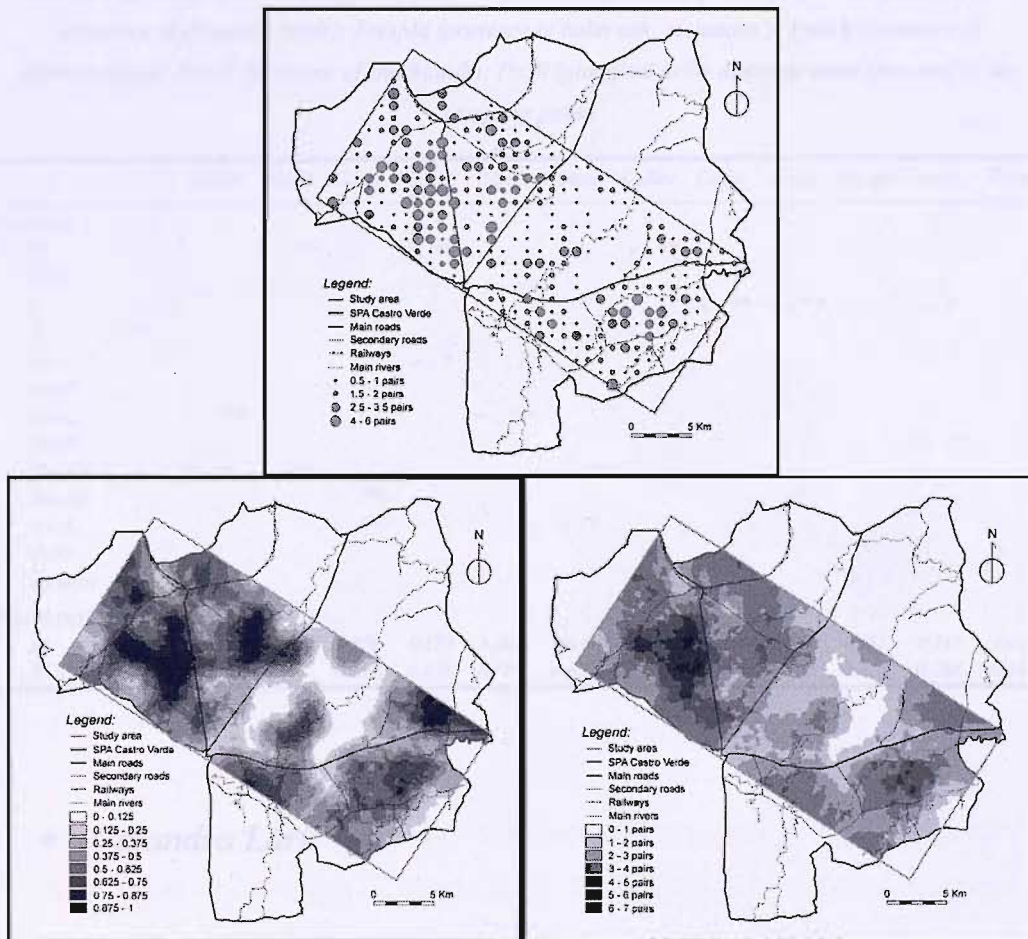 N
Legend:
Study area
SPA Castro Verde
Main roads
Secondary roads
Railways
Main rivers
0.5 - 1 pairs
1.5 - 2 pairs
2.5 - 3.5 pairs
4 - 6 pairs
0 5 Km
N
Legend:
Study area
SPA Castro Verde
Main roads
Secondary roads
Railways
Main rivers
0 - 0.125
0.125 - 0.25
0.25 - 0.375
0.375 - 0.5
0.5 - 0.625
0.625 - 0.75
0.75 - 0.875
0.875 - 1
0 5 Km
N
Legend:
Study area
SPA Castro Verde
Main roads
Secondary roads
Railways
Main rivers
0 - 1 pairs
1 - 2 pairs
2 - 3 pairs
3 - 4 pairs
4 - 5 pairs
5 - 6 pairs
6 - 7 pairs
0 5 Km